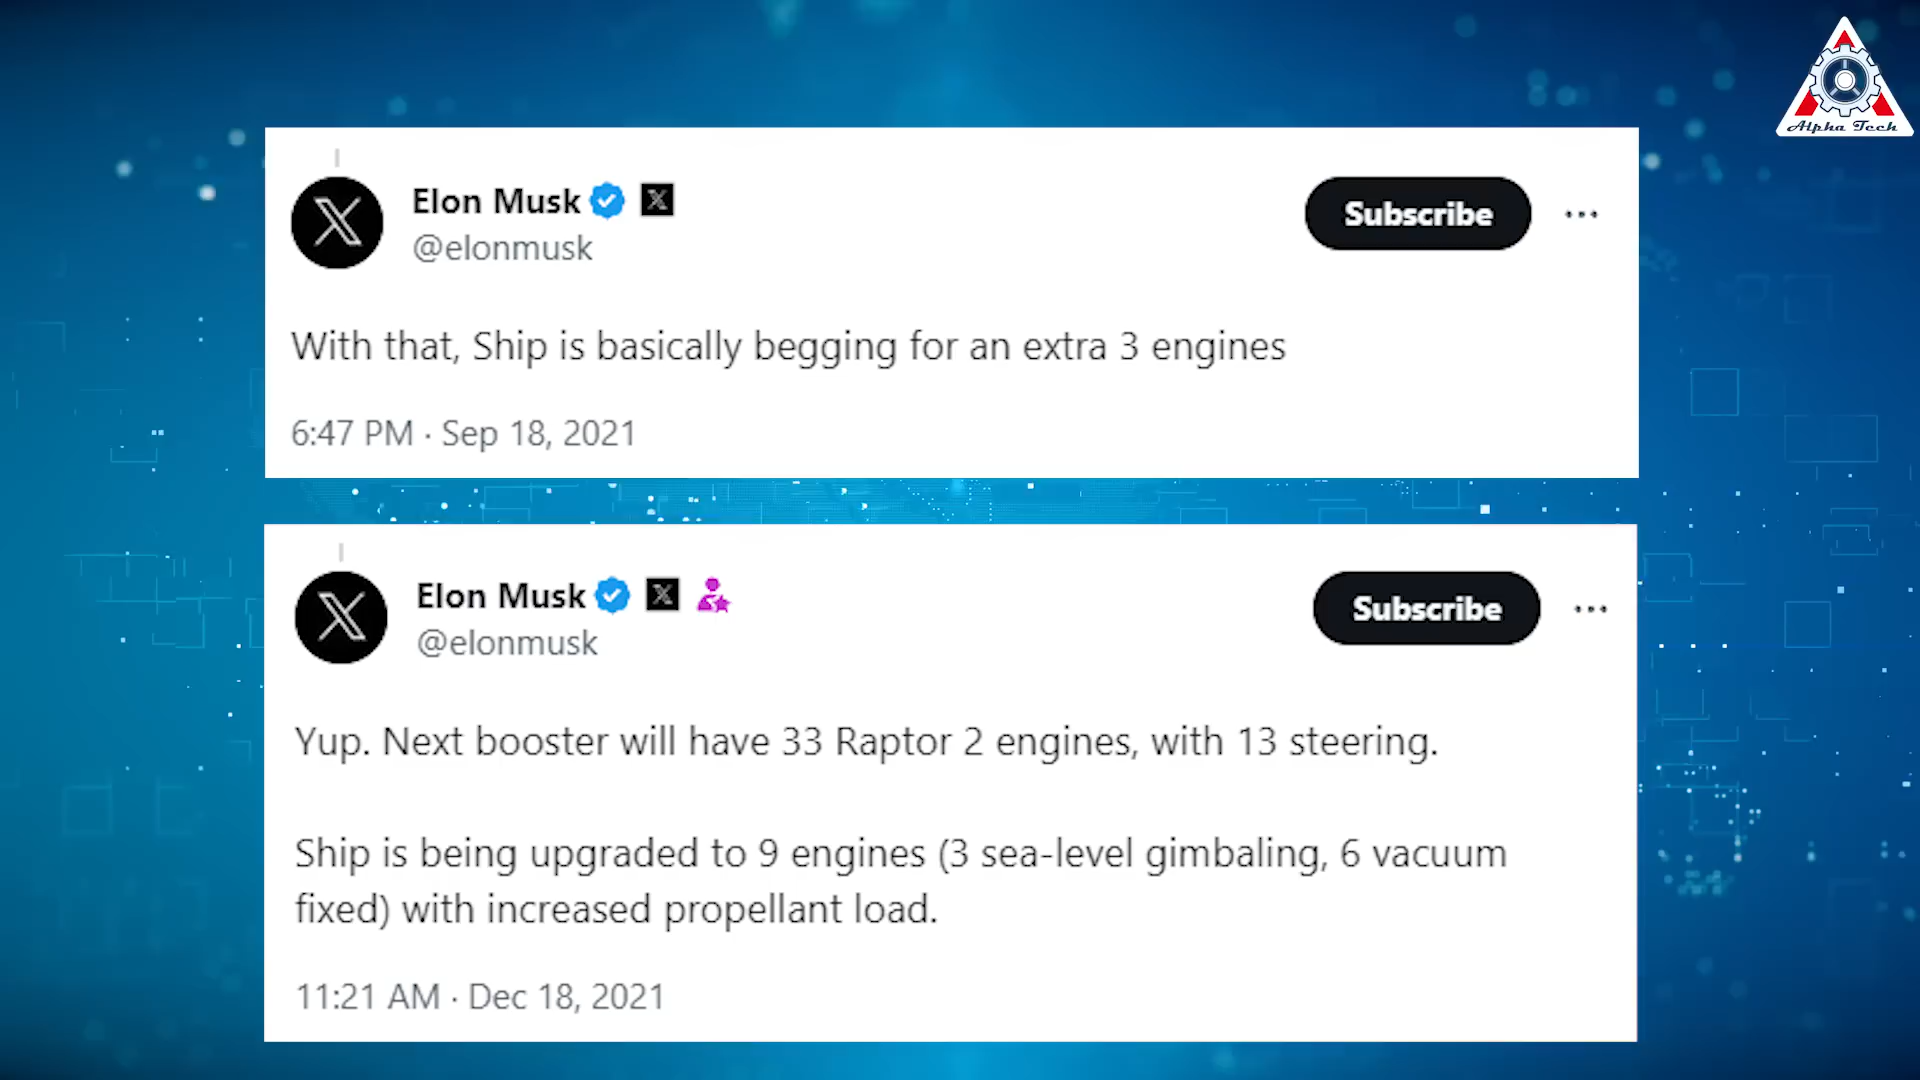 Alpha Tech
Elon Musk
@elonmusk
Subscribe
With that, Ship is basically begging for an extra 3 engines
6:47 PM · Sep 18, 2021
Elon Musk
@elonmusk
Subscribe
Yup. Next booster will have 33 Raptor 2 engines, with 13 steering.
Ship is being upgraded to 9 engines (3 sea-level gimbaling, 6 vacuum
fixed) with increased propellant load.
11:21 AM · Dec 18, 2021